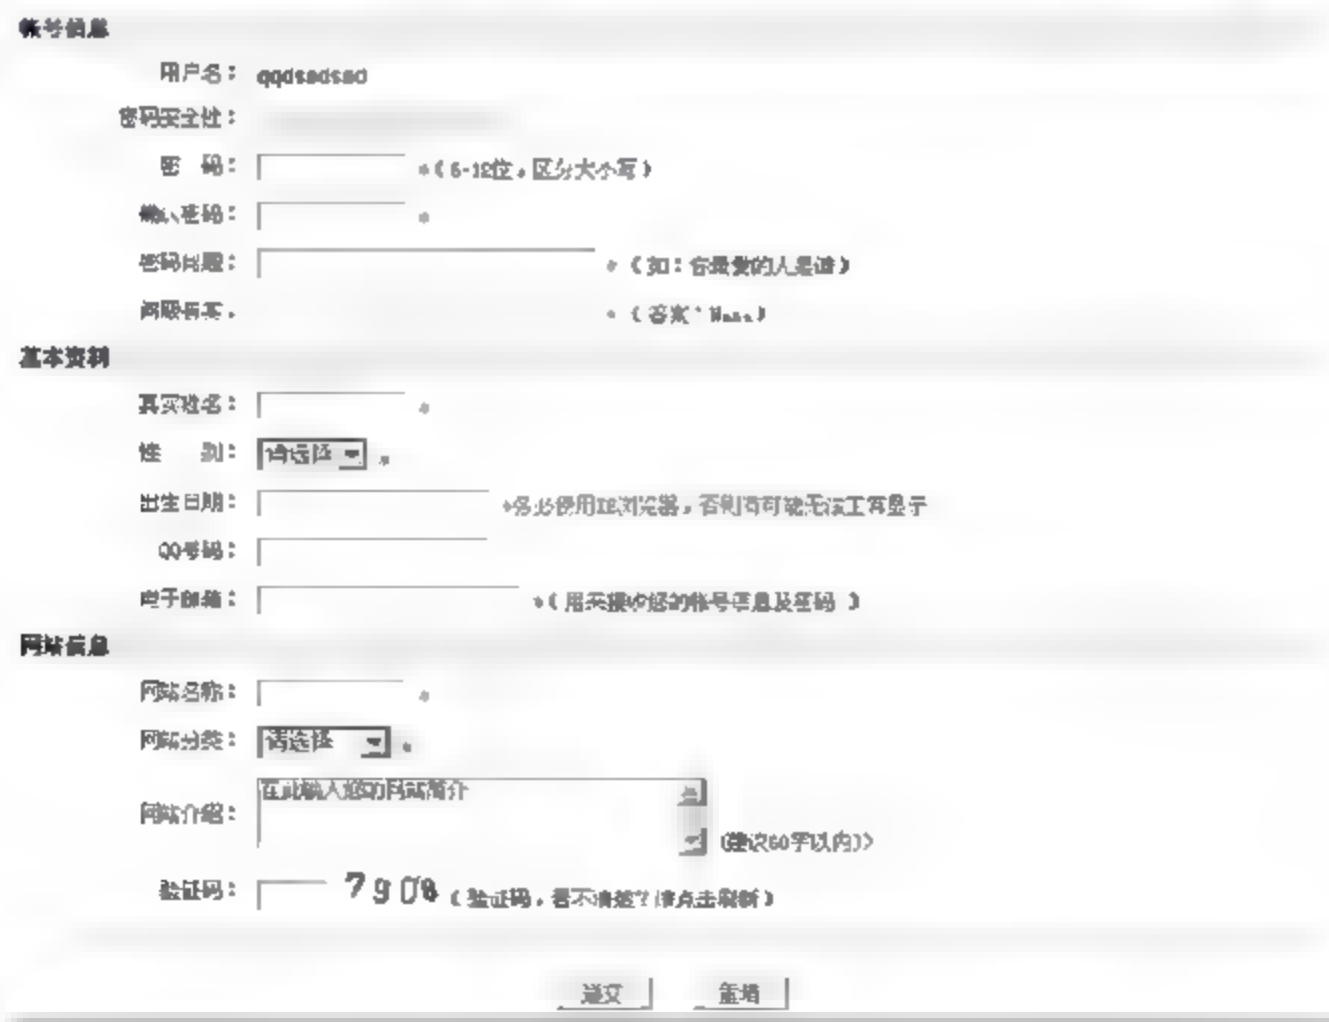 帐号信息
用户名： qqdsadsad
密码安全性：
密 码： *（6-12位，区分大小写）
确认密码： *
密码问题： *（如：你最爱的人是谁）
问题答案： *（答案
基本资料
真实姓名： *
性 别： 请选择 *
出生日期： *务必使用IE浏览器，否则有可能无法正常显示
QQ号码：
电子邮箱： *（用来接收您的帐号信息及密码 ）
网站信息
网站名称： *
网站分类： 请选择 *
在此输入您的网站简介
网站介绍：
(建议60字以内)>
验证码： 7908（验证码，看不清楚？请点击刷新）
递交 重填